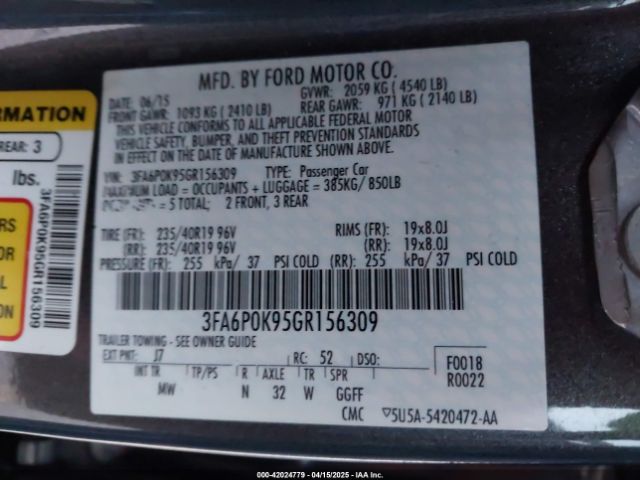 MFD. BY FORD MOTOR CO.
DATE: 06/15 GVWR: 2059 KG ( 4540 LB)
FRONT GAWR: 1093 KG ( 2410 LB) REAR GAWR: 971 KG ( 2140 LB)
THIS VEHICLE CONFORMS TO ALL APPLICABLE FEDERAL MOTOR
VEHICLE SAFETY, BUMPER, AND THEFT PREVENTION STANDARDS
IN EFFECT ON THE DATE OF MANUFACTURE SHOWN ABOVE.
VIN: 3FA6P0K95GR156309 TYPE: Passenger Car
MAXIMUM LOAD = OCCUPANTS + LUGGAGE = 385KG/ 850LB
= 5 TOTAL: 2 FRONT, 3 REAR
TIRE (FR): 235/40R19 96V RIMS (FR): 19x8.0J
(RR): 235/40R19 96V (RR): 19x8.0J
PRESSURE (FR): 255 kPa/ 37 PSI COLD (RR): 255 kPa/ 37 PSI COLD
3FA6P0K95GR156309
TRAILER TOWING - SEE OWNER GUIDE
EXT PNT: J7 RC: 52 DSO: F0018
R0022
INT TR TP/PS R AXLE TR SPR
MW N 32 W GGFF
CMC 5U5A-5420472-AA
ORMATION
REAR: 3
lbs.
3FA6P0K95GR156309
ERS
OR
AL
ION
000-42024779 - 04/15/2025 - IAA Inc.